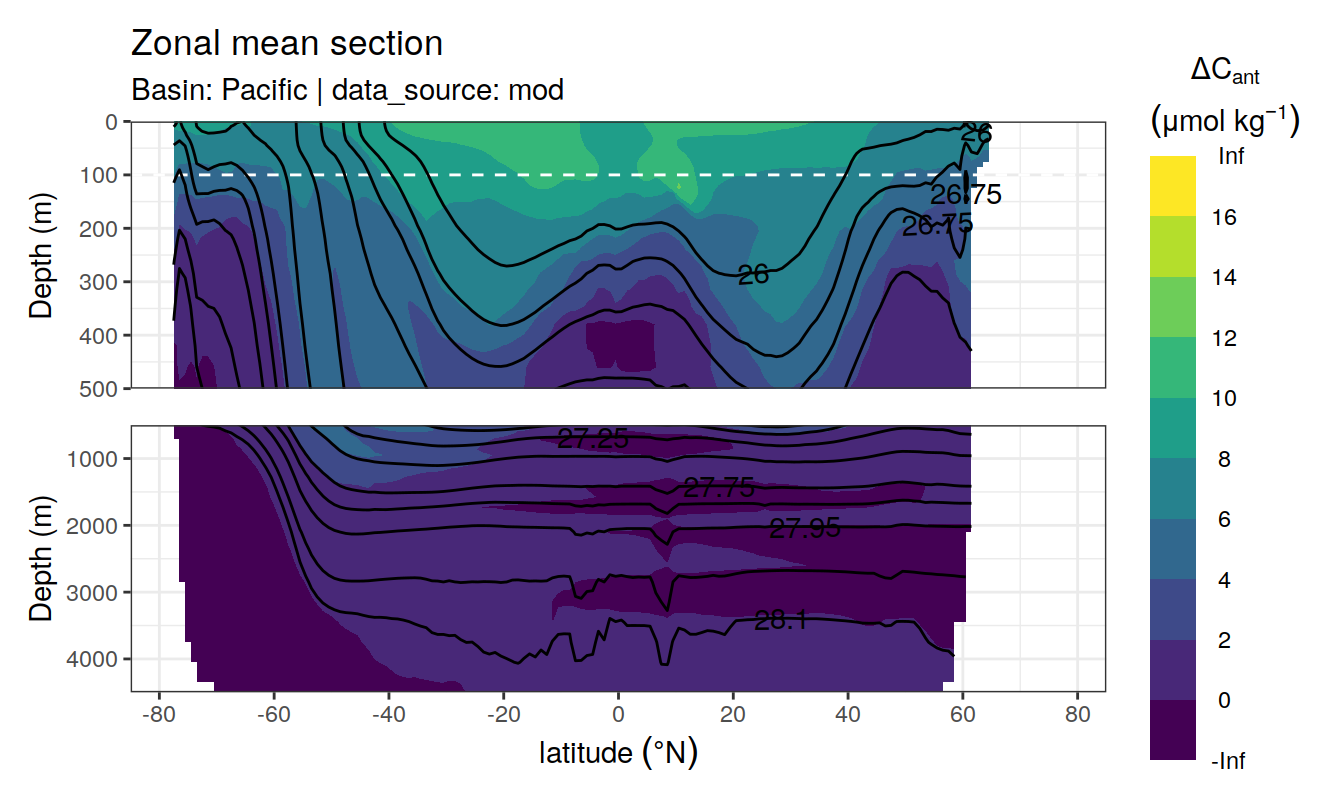 Zonal mean section
Basin: Pacific | data_source: mod
ΔCant
(μmol kg⁻¹)
Inf
16
14
12
10
8
6
4
2
0
-Inf
Depth (m)
0
100
200
300
400
500
26
26.75
26.75
26
Depth (m)
1000
2000
3000
4000
27.25
27.75
27.95
28.1
-80 -60 -40 -20 0 20 40 60 80
latitude (°N)